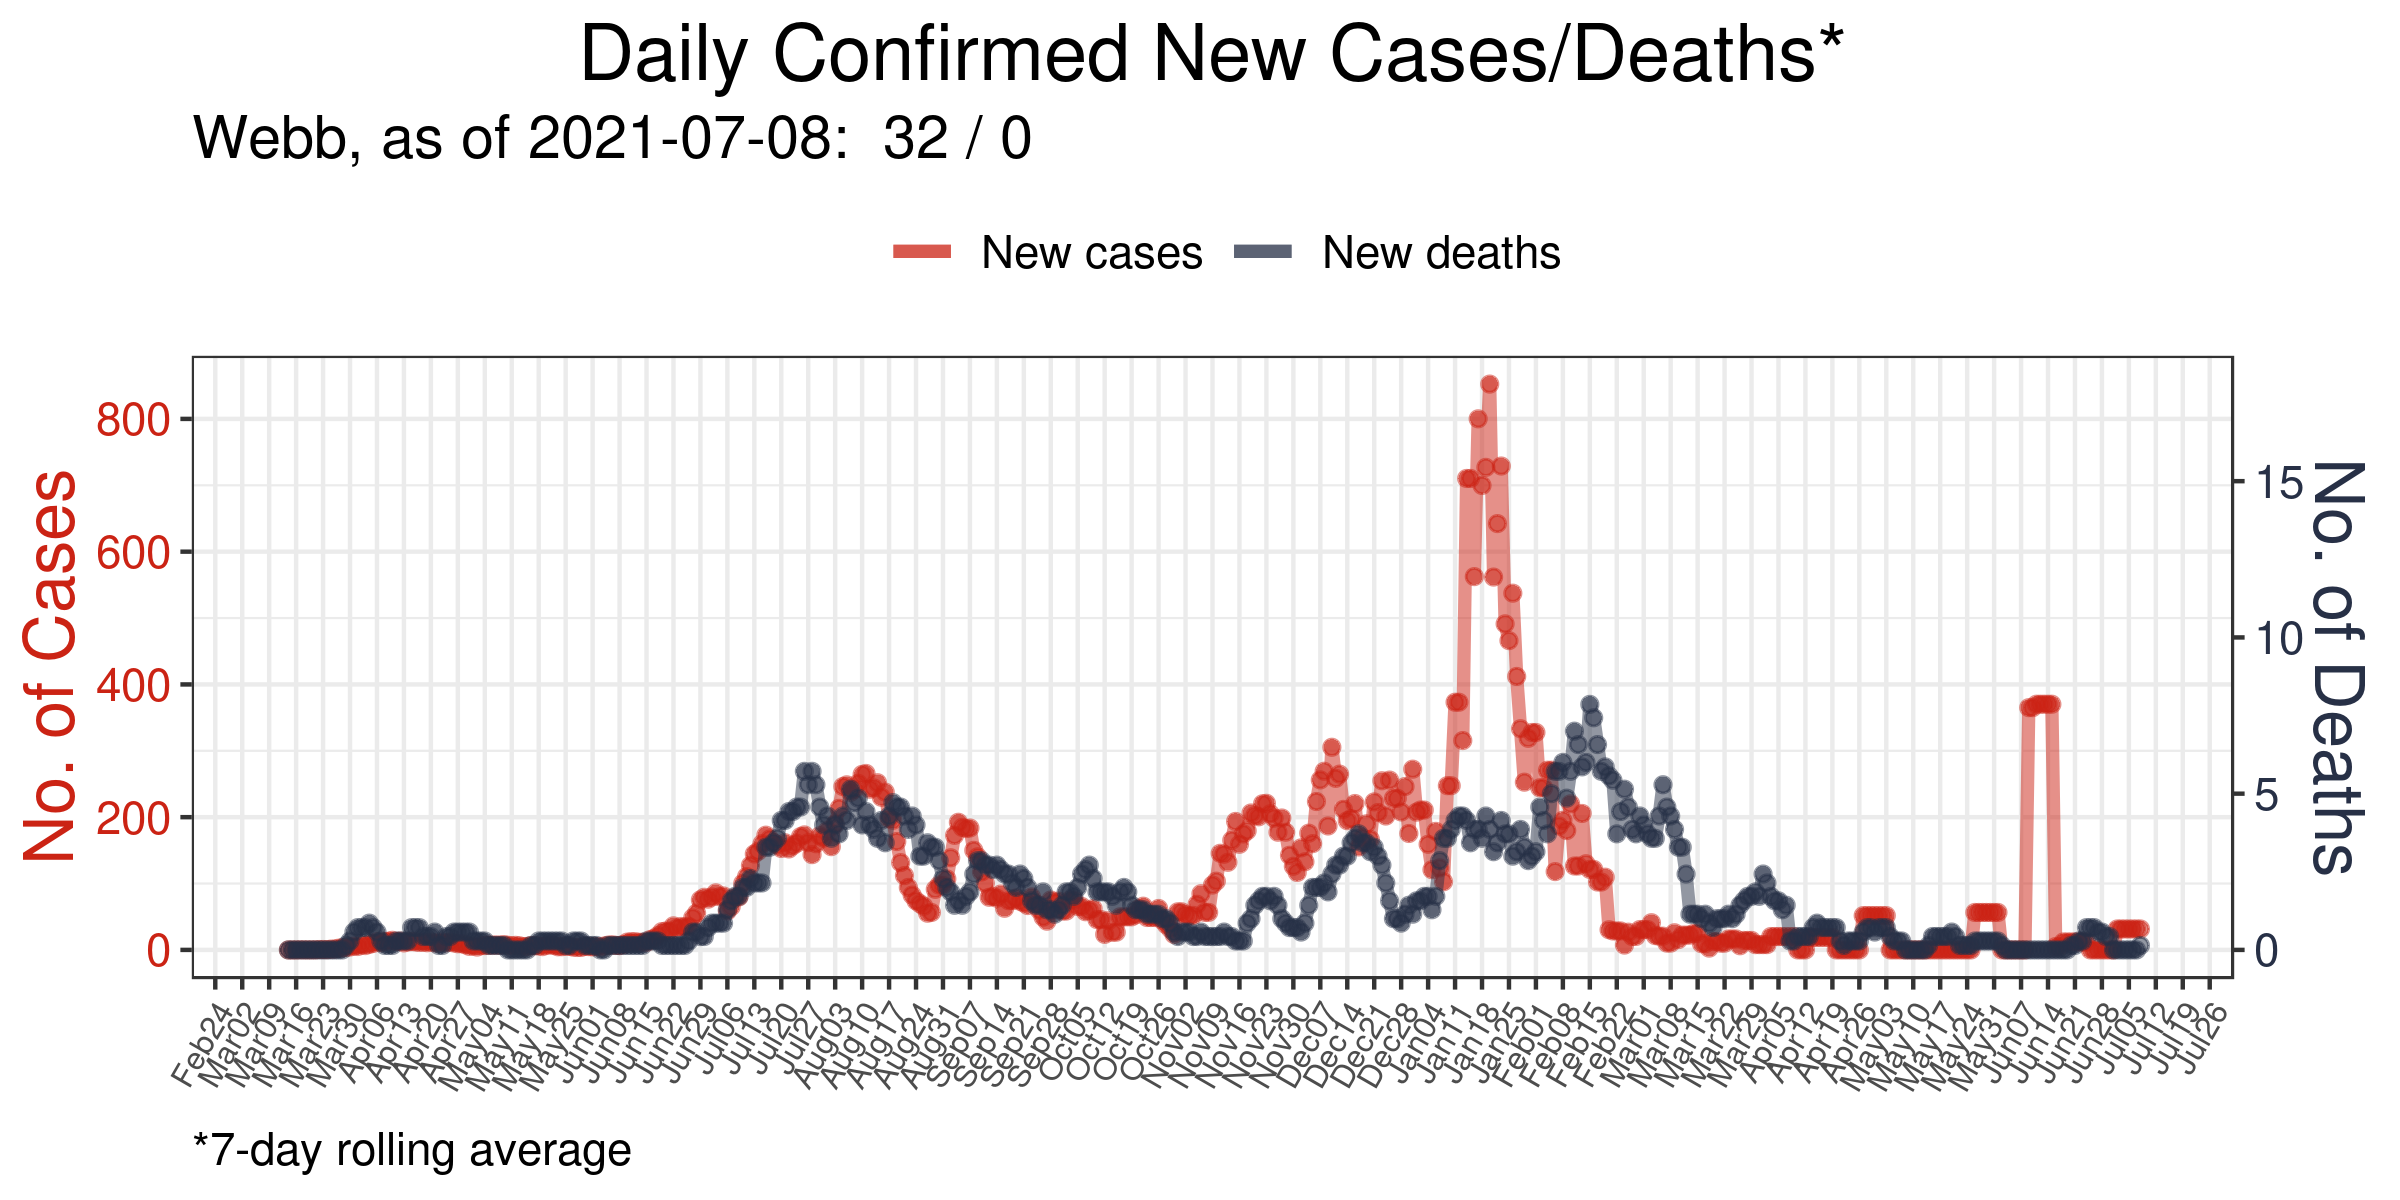 Daily Confirmed New Cases/Deaths*
Webb, as of 2021-07-08:  32 / 0
New cases
New deaths
No. of Cases
800
600
400
200
0
15
10
5
0
No. of Deaths
Feb24
Mar02
Mar09
Mar16
Mar23
Mar30
Apr06
Apr13
Apr20
Apr27
May04
May11
May18
May25
Jun01
Jun08
Jun15
Jun22
Jun29
Jul06
Jul13
Jul20
Jul27
Aug03
Aug10
Aug17
Aug24
Aug31
Sep07
Sep14
Sep21
Sep28
Oct05
Oct12
Oct19
Oct26
Nov02
Nov09
Nov16
Nov23
Nov30
Dec07
Dec14
Dec21
Dec28
Jan04
Jan11
Jan18
Jan25
Feb01
Feb08
Feb15
Feb22
Mar01
Mar08
Mar15
Mar22
Mar29
Apr05
Apr12
Apr19
Apr26
May03
May10
May17
May24
May31
Jun07
Jun14
Jun21
Jun28
Jul05
Jul12
Jul19
Jul26
*7-day rolling average